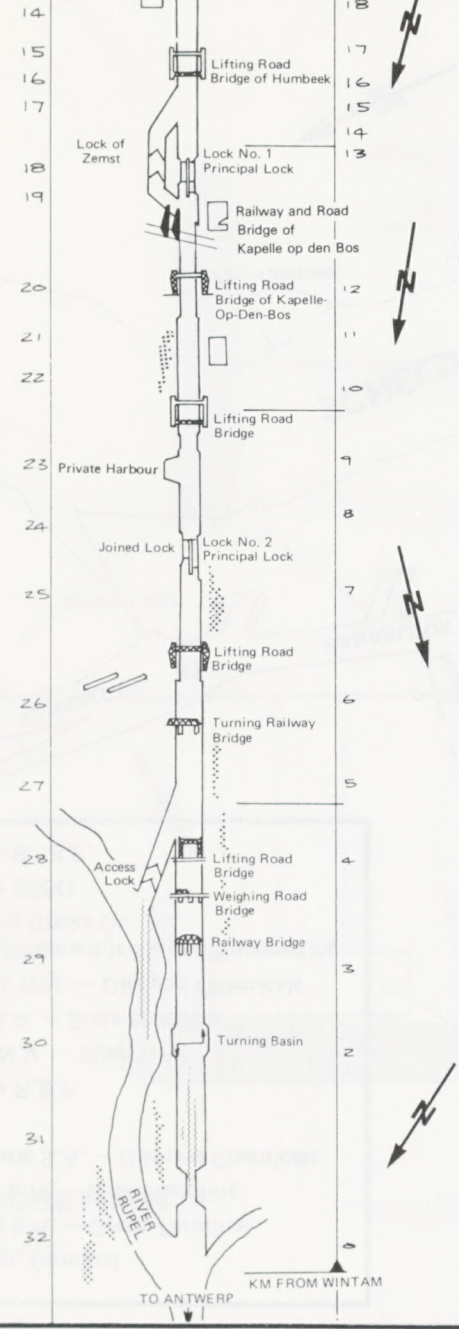 14
18
N
15
Lifting Road
17
16
Bridge of Humbeek
16
17
15
14
Lock of
Zemst
Lock No. 1
13
18
Principal Lock
19
Railway and Road
Bridge of
Kapelle op den Bos
N
20
Lifting Road
12
Bridge of Kapelle-
Op-Den-Bos
21
11
22
10
Lifting Road
Bridge
23
Private Harbour
9
24
8
Joined Lock
Lock No. 2
Principal Lock
25
7
N
Lifting Road
Bridge
26
6
Turning Railway
Bridge
27
5
28
Access
Lock
Lifting Road
Bridge
4
Weighing Road
Bridge
29
Railway Bridge
3
30
Turning Basin
2
N
31
RIVER
RUPEL
32
0
KM FROM WINTAM
TO ANTWERP